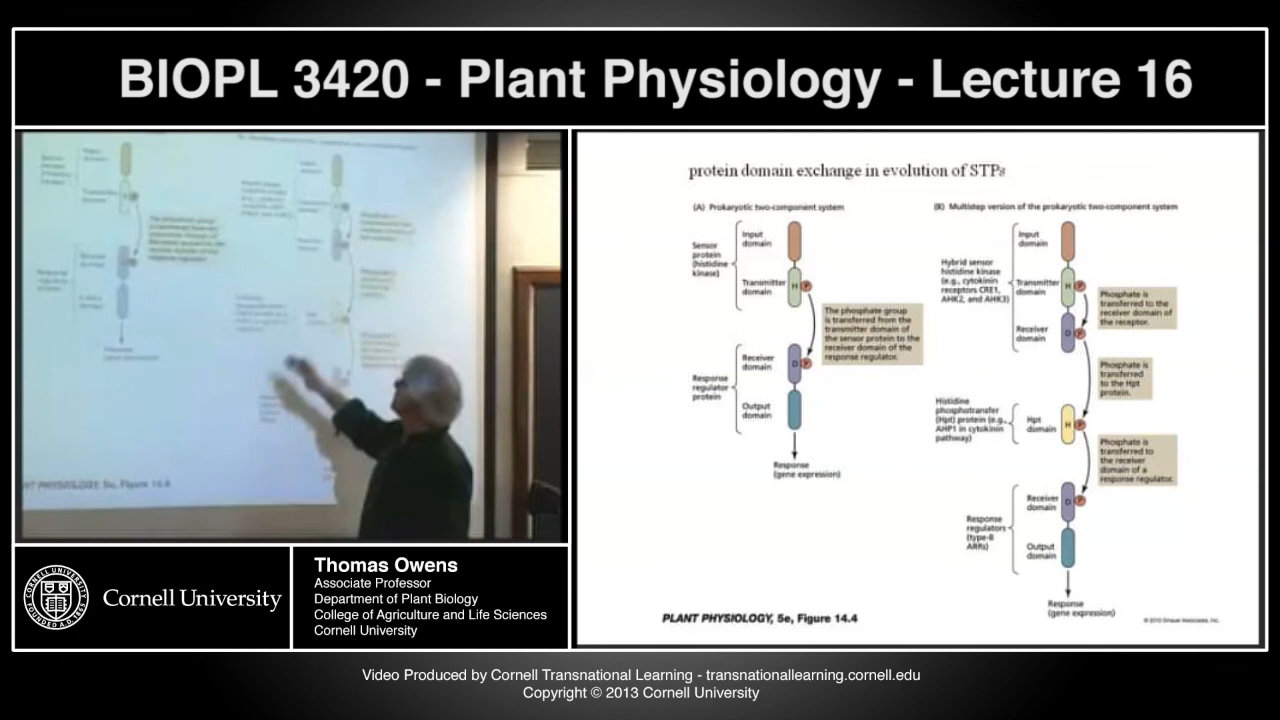 BIOPL 3420 - Plant Physiology - Lecture 16
PLANT PHYSIOLOGY, 5e, Figure 14.4
Cornell University
Thomas Owens
Associate Professor
Department of Plant Biology
College of Agriculture and Life Sciences
Cornell University
protein domain exchange in evolution of STPs
(A) Prokaryotic two-component system
Sensor
protein
(histidine
kinase)
Input
domain
Transmitter
domain
H
P
The phosphate group
is transferred from the
transmitter domain of
the sensor protein to the
receiver domain of the
response regulator.
Response
regulator
protein
Receiver
domain
D
P
Output
domain
Response
(gene expression)
(B) Multistep version of the prokaryotic two-component system
Hybrid sensor
histidine kinase
(e.g., cytokinin
receptors CRE1,
AHK2, and AHK3)
Input
domain
Transmitter
domain
H
P
Phosphate is
transferred to the
receiver domain of
the receptor.
Receiver
domain
D
P
Phosphate is
transferred
to the Hpt
protein.
Histidine
phosphotransfer
(Hpt) protein (e.g.,
AHP1 in cytokinin
pathway)
Hpt
domain
H
P
Phosphate is
transferred to
the receiver
domain of a
response regulator.
Response
regulators
(type-B
ARRs)
Receiver
domain
D
P
Output
domain
Response
(gene expression)
PLANT PHYSIOLOGY, 5e, Figure 14.4
© 2010 Sinauer Associates, Inc.
Video Produced by Cornell Transnational Learning - transnationallearning.cornell.edu
Copyright © 2013 Cornell University